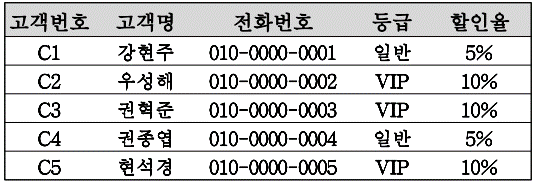 고객번호 고객명 전화번호 등급 할인율
C1 강현주 010-0000-0001 일반 5%
C2 우성해 010-0000-0002 VIP 10%
C3 권혁준 010-0000-0003 VIP 10%
C4 권종엽 010-0000-0004 일반 5%
C5 현석경 010-0000-0005 VIP 10%